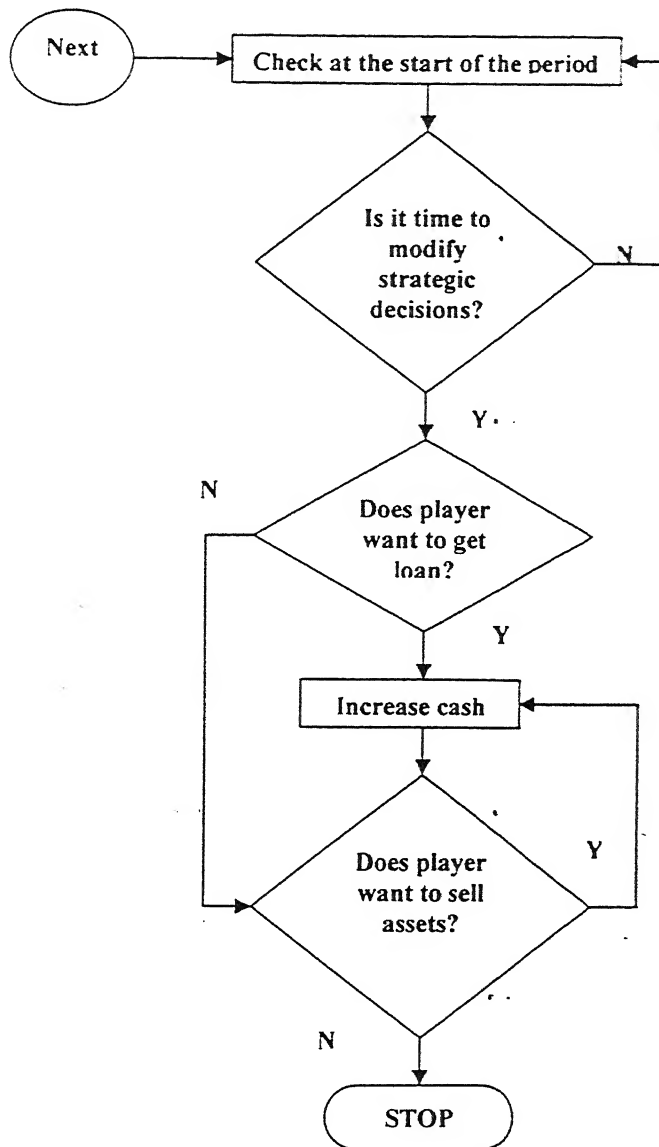 Next
Check at the start of the period
Is it time to
modify
strategic
decisions?
N
Y
N
Does player
want to get
loan?
Y
Increase cash
Does player
want to sell
assets?
Y
N
STOP